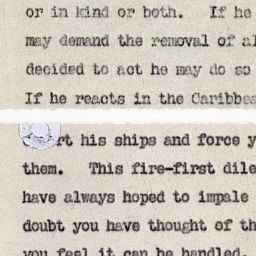 or in kind or both. If he
may demand the removal of al
decided to act he may do so
If he reacts in the Caribbea
rt his ships and force y
them. This fire-first dile
have always hoped to impale
doubt you have thought of th
you feel it can be handled.